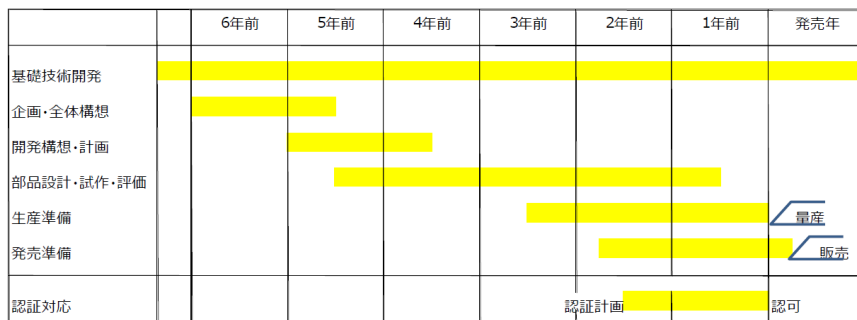 6年前 5年前 4年前 3年前 2年前 1年前 発売年
基礎技術開発
企画・全体構想
開発構想・計画
部品設計・試作・評価
生産準備 量産
発売準備 販売
認証対応 認証計画 認可